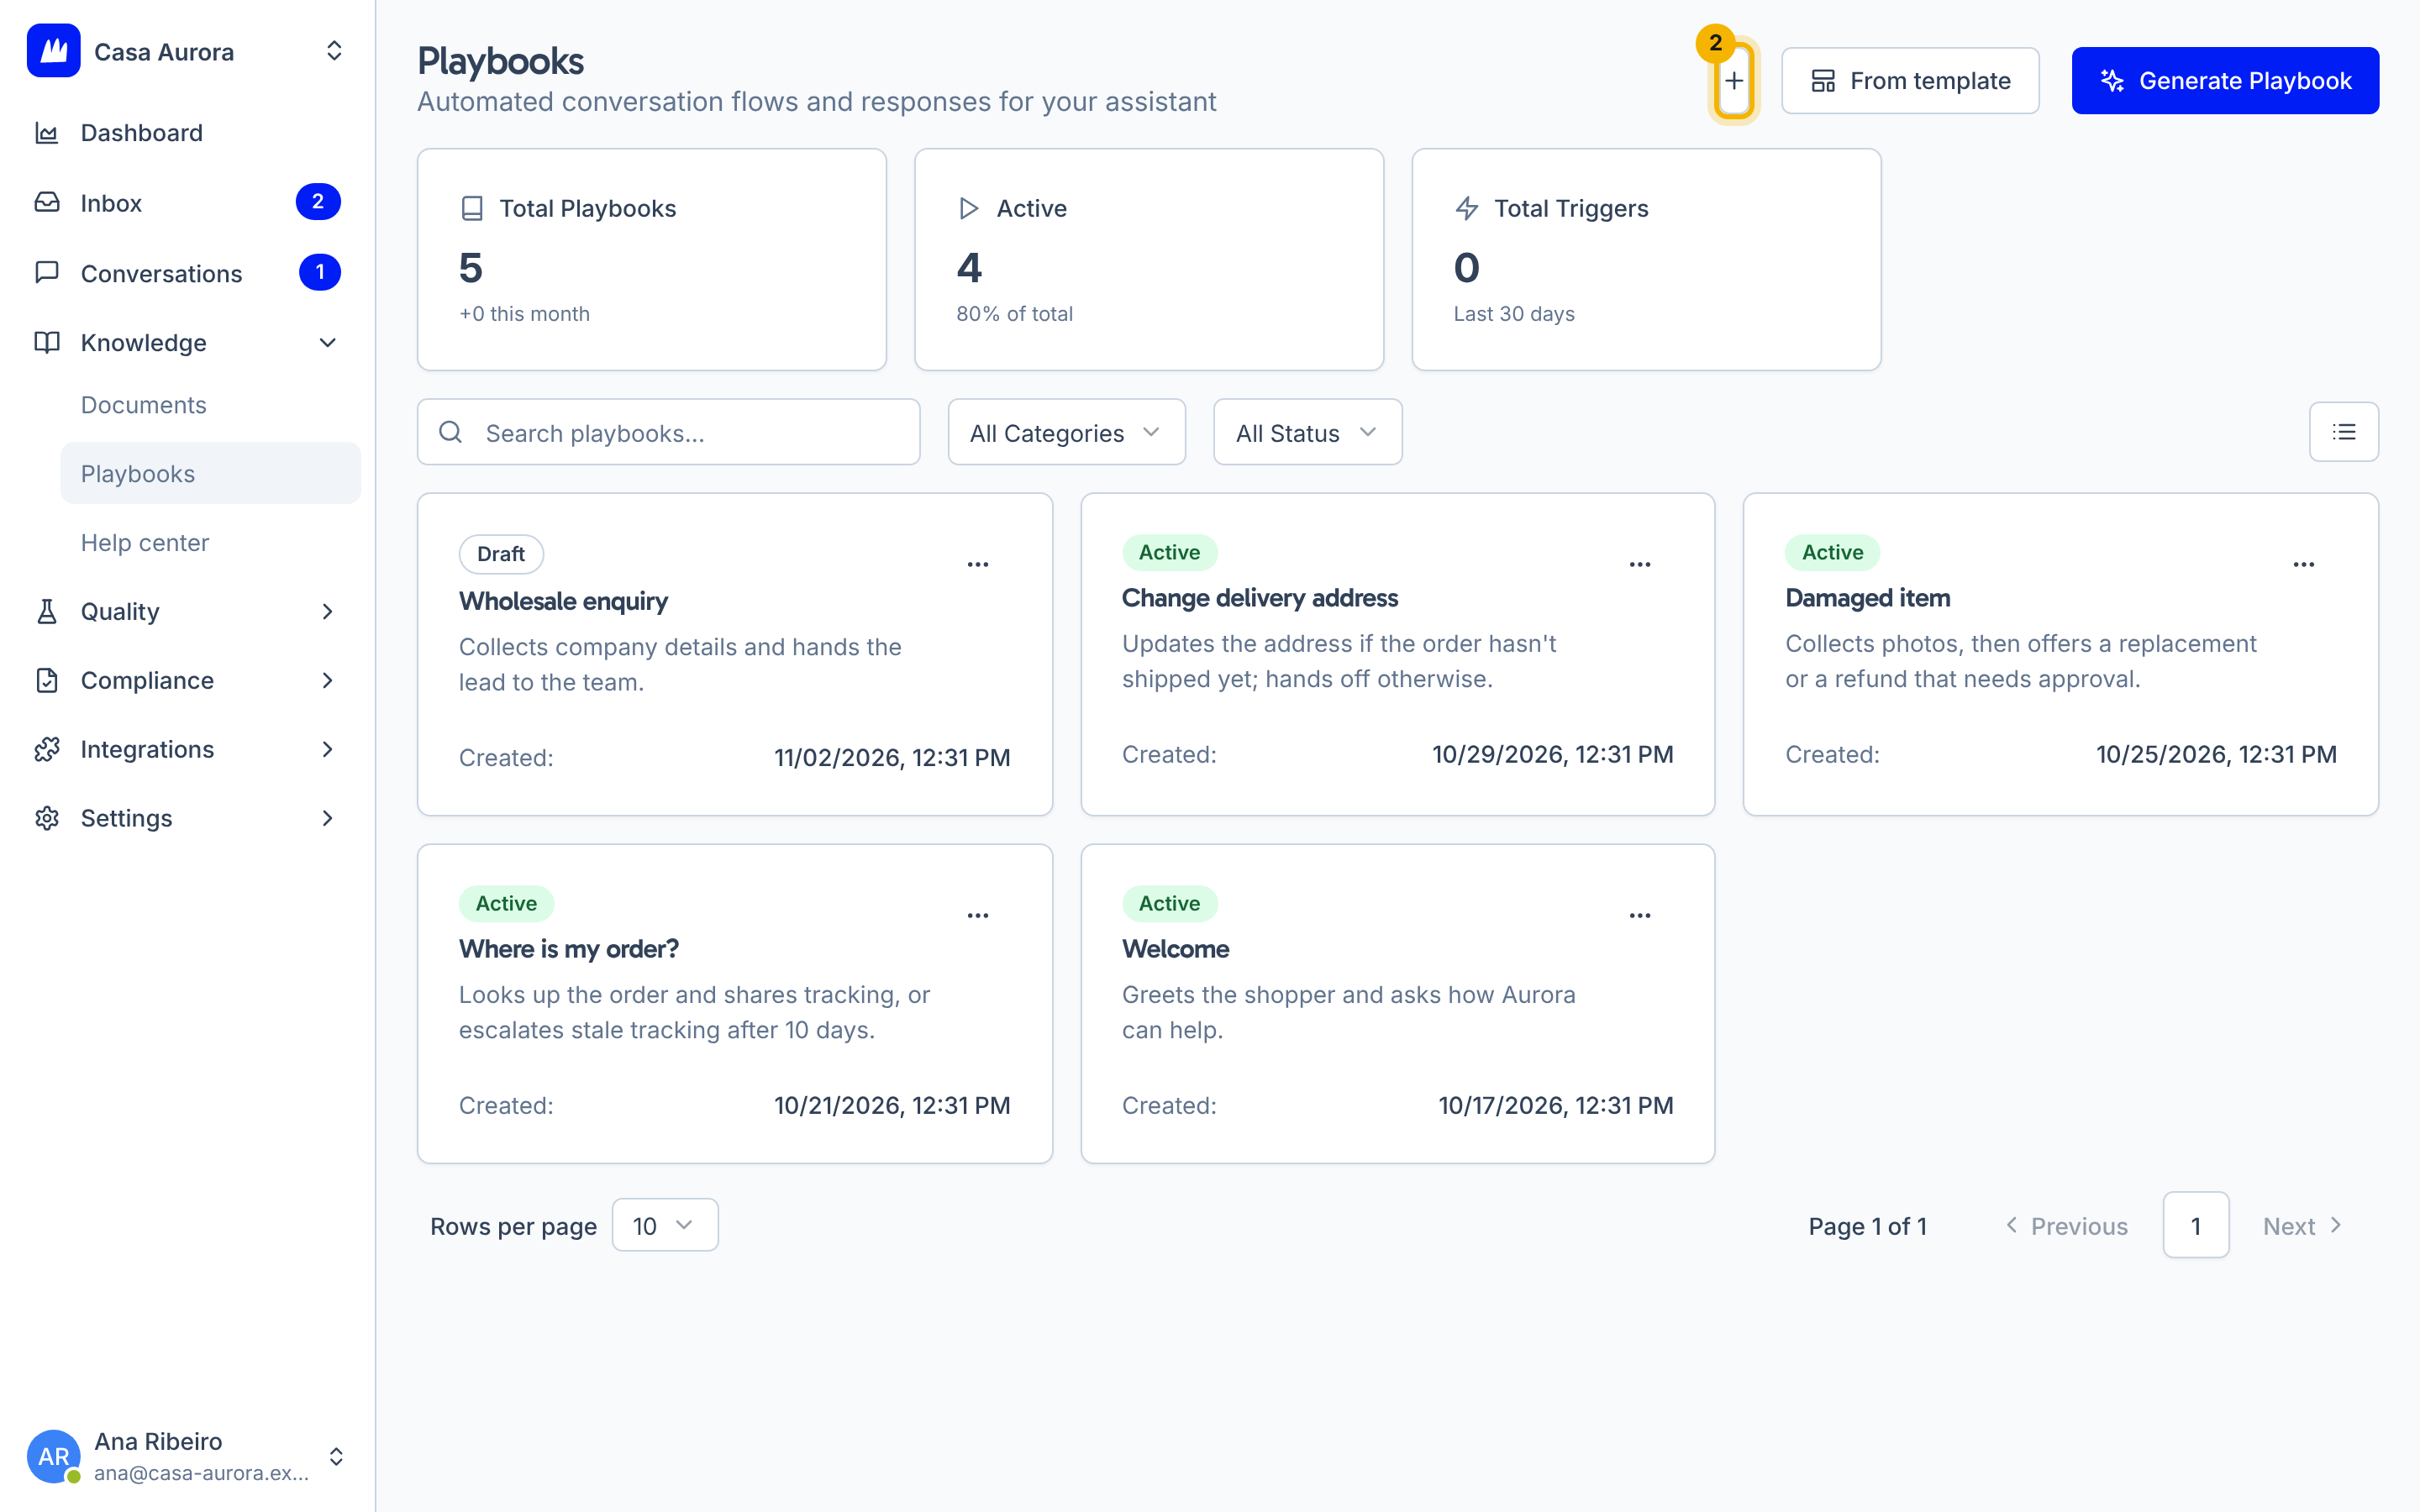 Casa Aurora
Dashboard
Inbox 2
Conversations 1
Knowledge
Documents
Playbooks
Help center
Quality
Compliance
Integrations
Settings
AR
Ana Ribeiro
ana@casa-aurora.ex...
Playbooks
Automated conversation flows and responses for your assistant
2
From template
Generate Playbook
Total Playbooks
5
+0 this month
Active
4
80% of total
Total Triggers
0
Last 30 days
Search playbooks...
All Categories
All Status
Draft
Wholesale enquiry
Collects company details and hands the
lead to the team.
Created: 11/02/2026, 12:31 PM
Active
Change delivery address
Updates the address if the order hasn't
shipped yet; hands off otherwise.
Created: 10/29/2026, 12:31 PM
Active
Damaged item
Collects photos, then offers a replacement
or a refund that needs approval.
Created: 10/25/2026, 12:31 PM
Active
Where is my order?
Looks up the order and shares tracking, or
escalates stale tracking after 10 days.
Created: 10/21/2026, 12:31 PM
Active
Welcome
Greets the shopper and asks how Aurora
can help.
Created: 10/17/2026, 12:31 PM
Rows per page 10
Page 1 of 1
Previous
1
Next